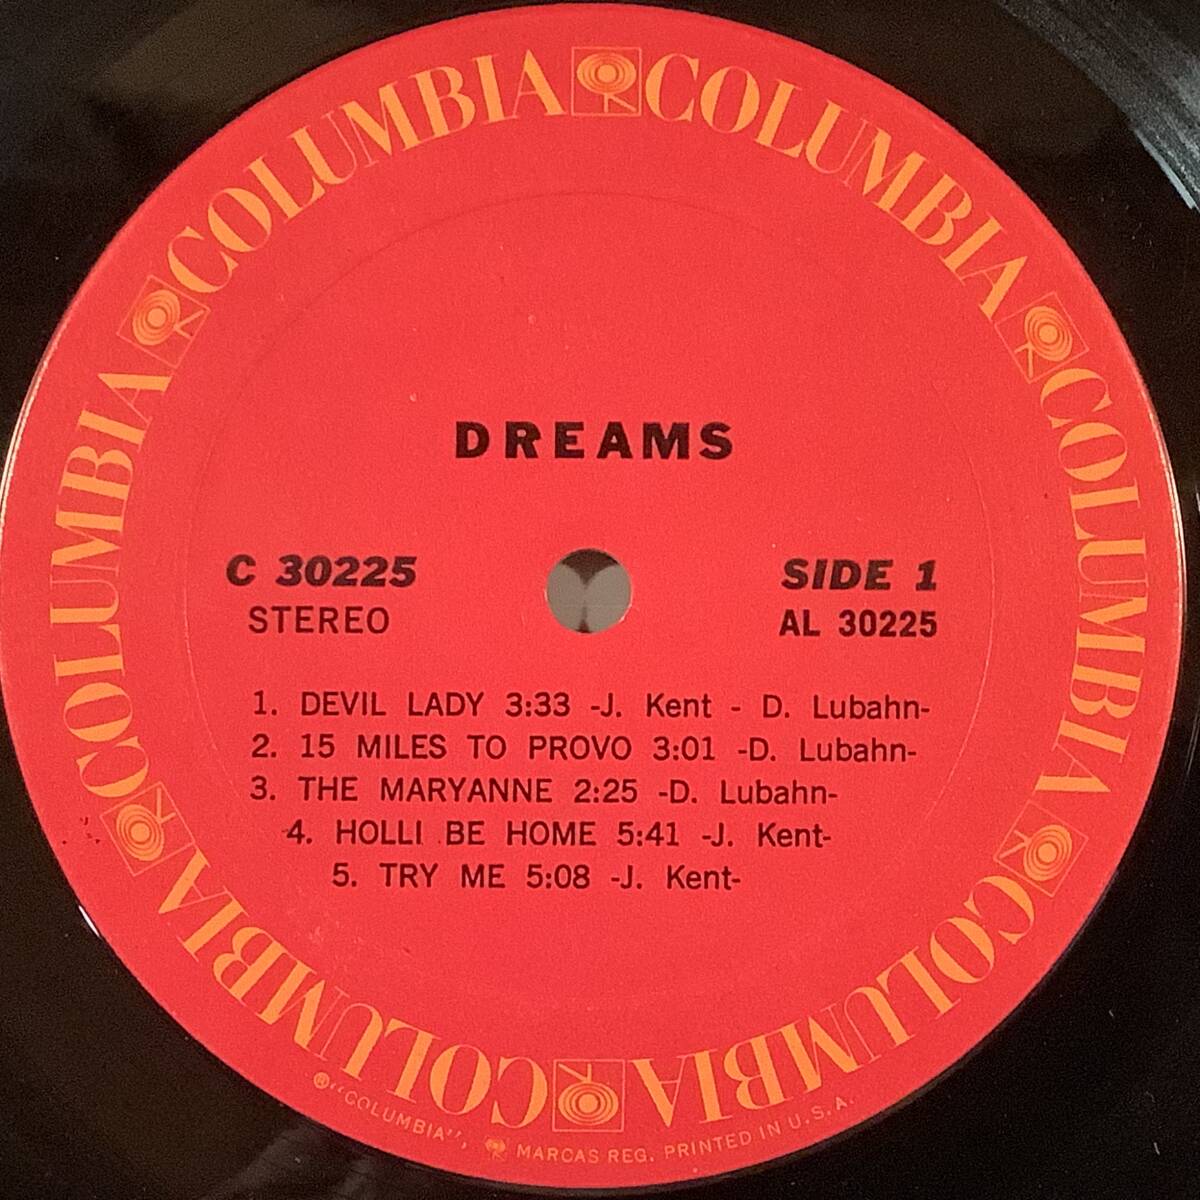 COLUMBIA COLUMBIA COLUMBIA COLUMBIA COLUMBIA COLUMBIA
DREAMS
C 30225
STEREO
SIDE 1
AL 30225
1. DEVIL LADY 3:33 -J. Kent - D. Lubahn-
2. 15 MILES TO PROVO 3:01 -D. Lubahn-
3. THE MARYANNE 2:25 -D. Lubahn-
4. HOLLI BE HOME 5:41 -J. Kent-
5. TRY ME 5:08 -J. Kent-
®"COLUMBIA", MARCAS REG. PRINTED IN U.S.A.